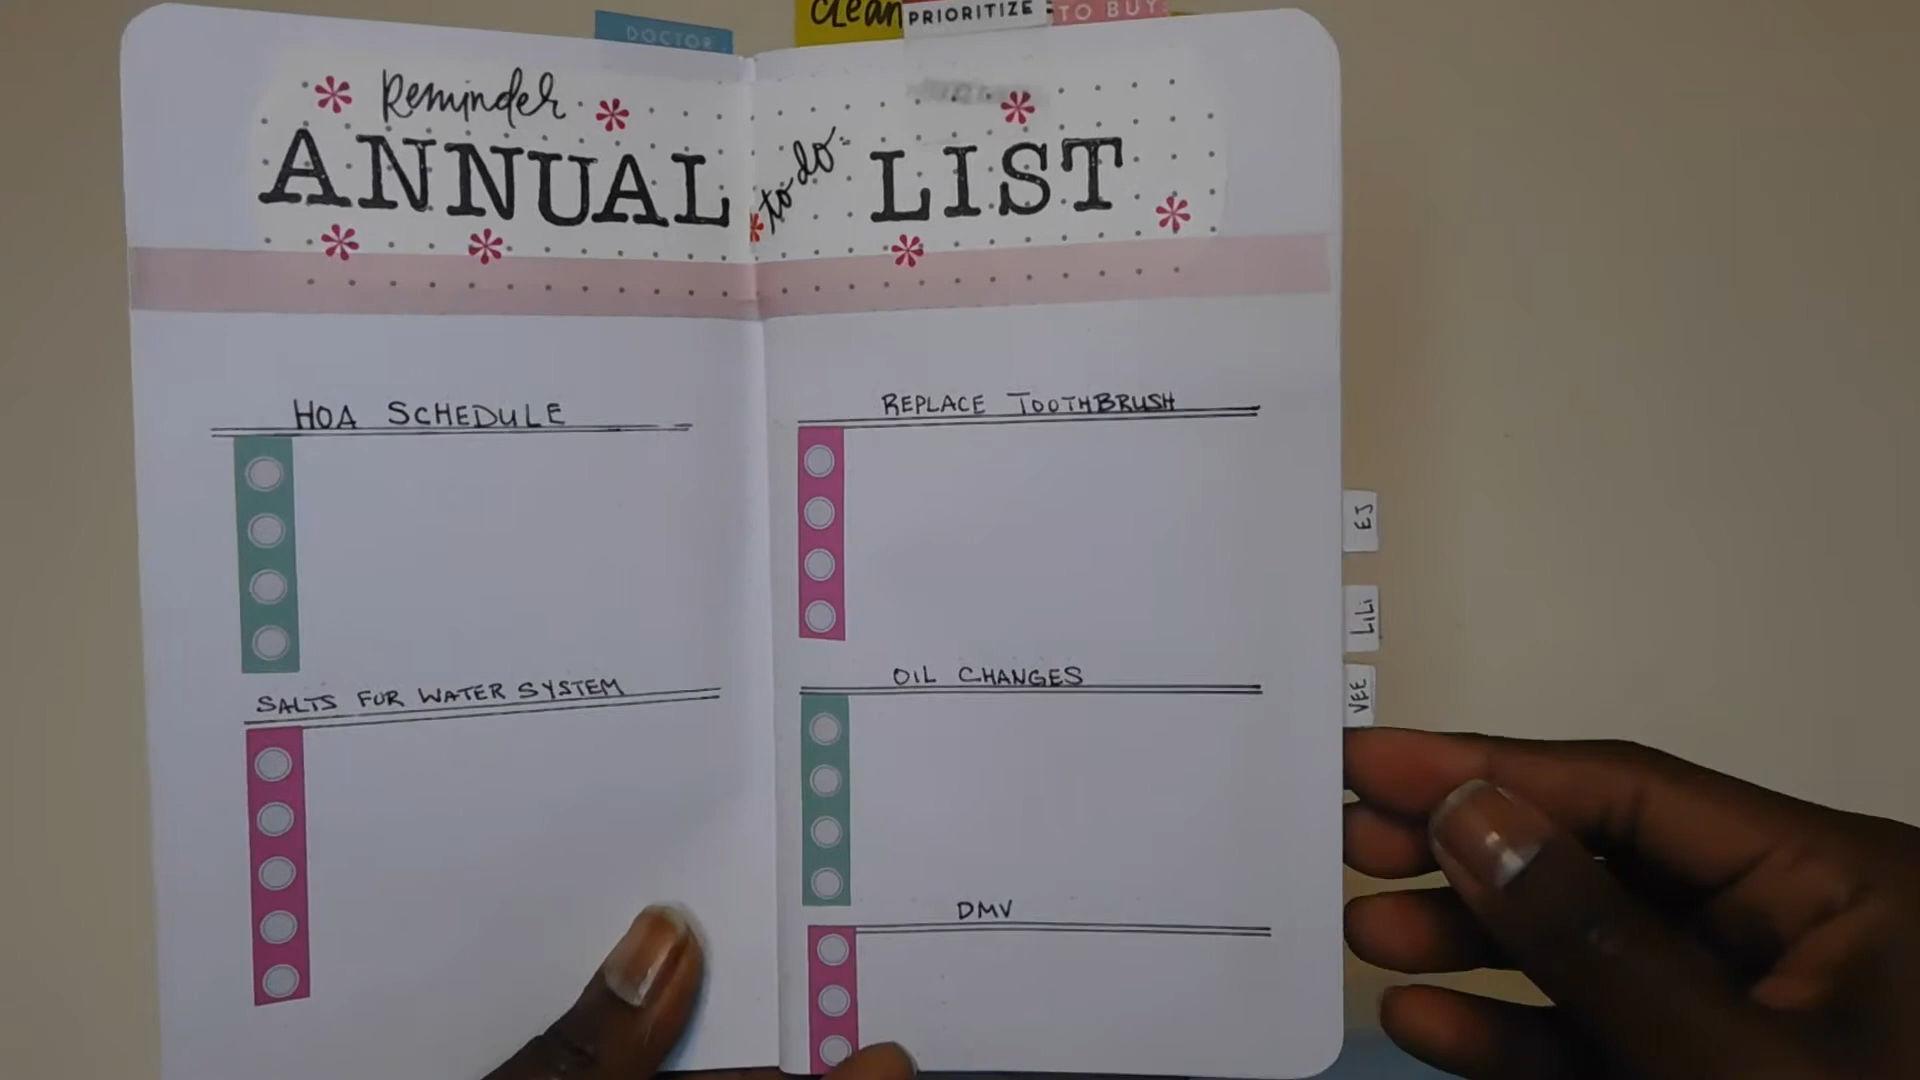 DOCTOR
Clean
PRIORITIZE
TO BUY
Reminder
ANNUAL
to do
LIST
HOA SCHEDULE
SALTS FOR WATER SYSTEM
REPLACE TOOTHBRUSH
OIL CHANGES
DMV
EJ
LiLi
VEE